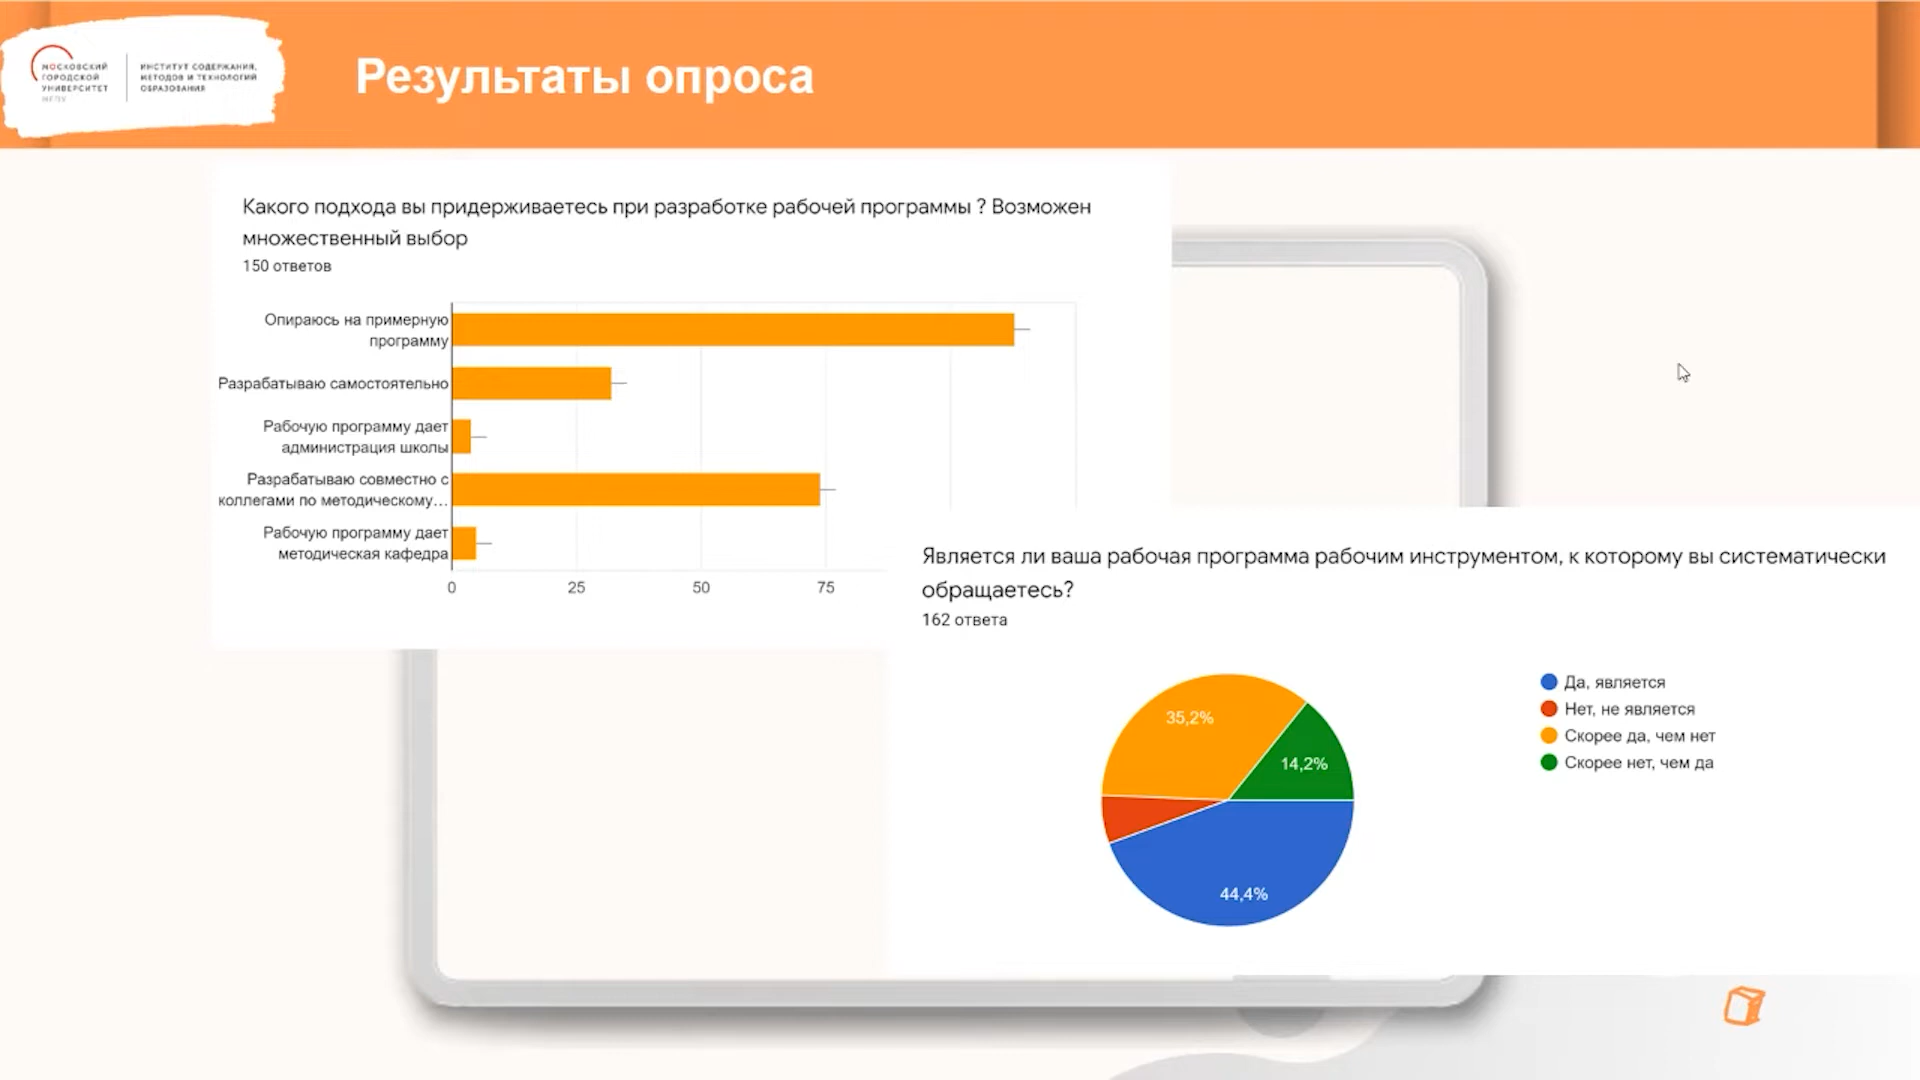 МОСКОВСКИЙ
ГОРОДСКОЙ
УНИВЕРСИТЕТ
МГПУ
ИНСТИТУТ СОДЕРЖАНИЯ,
МЕТОДОВ И ТЕХНОЛОГИЙ
ОБРАЗОВАНИЯ
Результаты опроса
Какого подхода вы придерживаетесь при разработке рабочей программы ? Возможен
множественный выбор
150 ответов
Опираюсь на примерную
программу
Разрабатываю самостоятельно
Рабочую программу дает
администрация школы
Разрабатываю совместно с
коллегами по методическому…
Рабочую программу дает
методическая кафедра
0 25 50 75
Является ли ваша рабочая программа рабочим инструментом, к которому вы систематически
обращаетесь?
162 ответа
35,2%
14,2%
44,4%
Да, является
Нет, не является
Скорее да, чем нет
Скорее нет, чем да